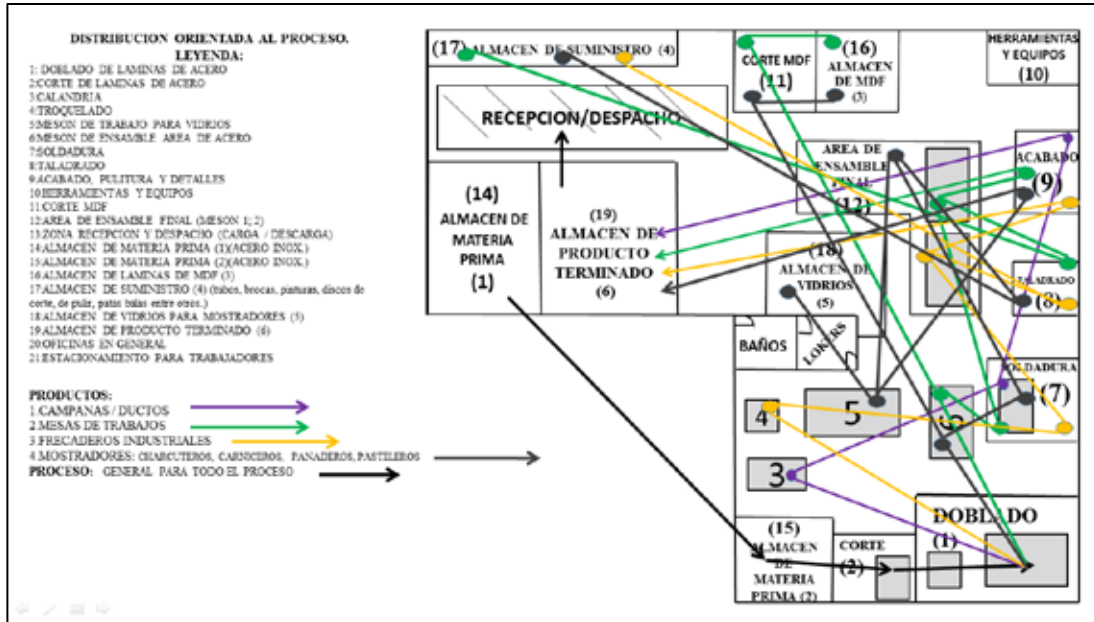 DISTRIBUCION ORIENTADA AL PROCESO.
LEYENDA:
1: DOBLADO DE LAMINAS DE ACERO
2:CORTE DE LAMINAS DE ACERO
3:CALANDRIA
4:TROQUELADO
5:MESON DE TRABAJO PARA VIDRIOS
6:MESON DE ENSAMBLE AREA DE ACERO
7:SOLDADURA
8:TALADRADO
9:ACABADO, PULITURA Y DETALLES
10:HERRAMIENTAS Y EQUIPOS
11:CORTE MDF
12:AREA DE ENSAMBLE FINAL (MESON 1; 2)
13:ZONA RECEPCION Y DESPACHO (CARGA / DESCARGA)
14:ALMACEN DE MATERIA PRIMA (1)(ACERO INOX.)
15:ALMACEN DE MATERIA PRIMA (2)(ACERO INOX.)
16:ALMACEN DE LAMINAS DE MDF (3)
17:ALMACEN DE SUMINISTRO (4) (tubos, brocas, pinturas, discos de
corte, de pulir, patas balas entre otros.)
18:ALMACEN DE VIDRIOS PARA MOSTRADORES (5)
19:ALMACEN DE PRODUCTO TERMINADO (6)
20:OFICINAS EN GENERAL
21:ESTACIONAMIENTO PARA TRABAJADORES
PRODUCTOS:
1.CAMPANAS / DUCTOS
2.MESAS DE TRABAJOS
3.FRECADEROS INDUSTRIALES
4.MOSTRADORES: CHARCUTEROS, CARNICEROS, PANADEROS, PASTELEROS
PROCESO: GENERAL PARA TODO EL PROCESO
(17) ALMACEN DE SUMINISTRO (4)
RECEPCION/DESPACHO
(14)
ALMACEN DE
MATERIA
PRIMA
(1)
(19)
ALMACEN DE
PRODUCTO
TERMINADO
(6)
CORTE MDF
(11)
(16)
ALMACEN
DE MDF
(3)
HERRAMIENTAS
Y EQUIPOS
(10)
AREA DE
ENSAMBLE
FINAL
(12)
ACABADO
(9)
(18)
ALMACEN DE
VIDRIOS
(5)
TALADRADO
(8)
BAÑOS
LOKERS
SOLDADURA
(7)
4
5
6
3
(15)
ALMACEN
DE
MATERIA
PRIMA (2)
CORTE
(2)
DOBLADO
(1)